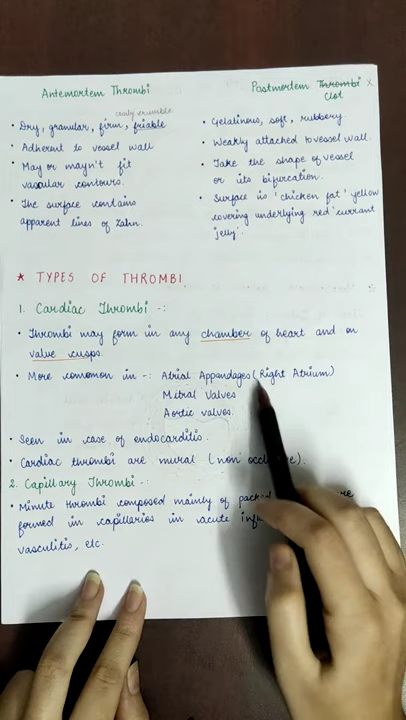 Antemortem Thrombi
easily crumble
• Dry, granular, firm, friable
• Adherent to vessel wall
• May or mayn't fit
vascular contours.
• The surface contains
apparent lines of Zahn.
Postmortem Thrombi x
Clot
• Gelatinous, soft, rubbery
• Weakly attached to vessel wall.
• Take the shape of vessel
or its bifurcation.
• Surface is 'chicken fat' yellow
covering underlying red 'currant
jelly'.
* TYPES OF THROMBI
1. Cardiac Thrombi -:
• Thrombi may form in any chamber of heart and on
valve cusps.
• More common in -: Atrial Appendages (Right Atrium)
Mitral Valves
Aortic valves.
• Seen in case of endocarditis.
• Cardiac thrombi are mural (non occ
2. Capillary Thrombi -:
• Minute thrombi composed mainly of packed re
formed in capillaries in acute
vasculitis, etc.